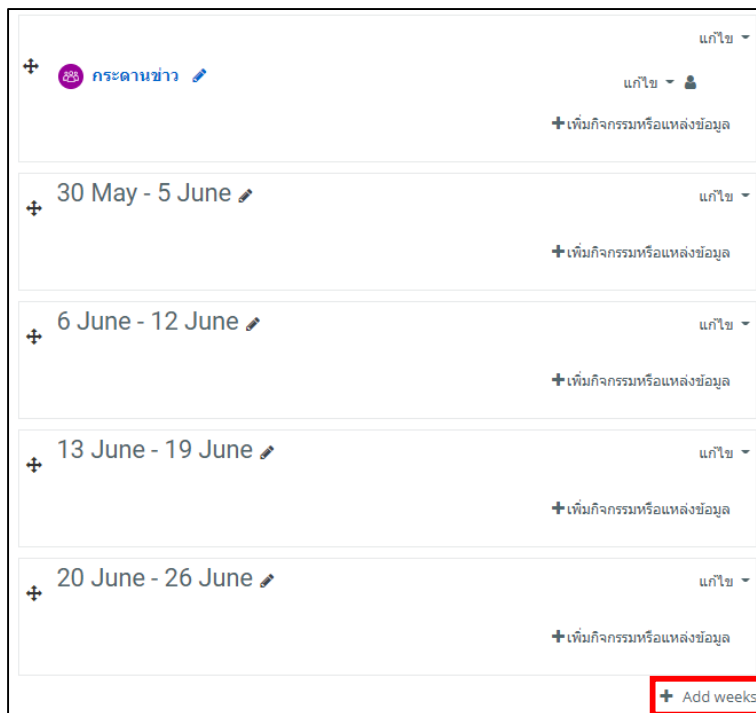 แก้ไข
กระดานข่าว
แก้ไข
เพิ่มกิจกรรมหรือแหล่งข้อมูล
30 May - 5 June
แก้ไข
เพิ่มกิจกรรมหรือแหล่งข้อมูล
6 June - 12 June
แก้ไข
เพิ่มกิจกรรมหรือแหล่งข้อมูล
13 June - 19 June
แก้ไข
เพิ่มกิจกรรมหรือแหล่งข้อมูล
20 June - 26 June
แก้ไข
เพิ่มกิจกรรมหรือแหล่งข้อมูล
Add weeks